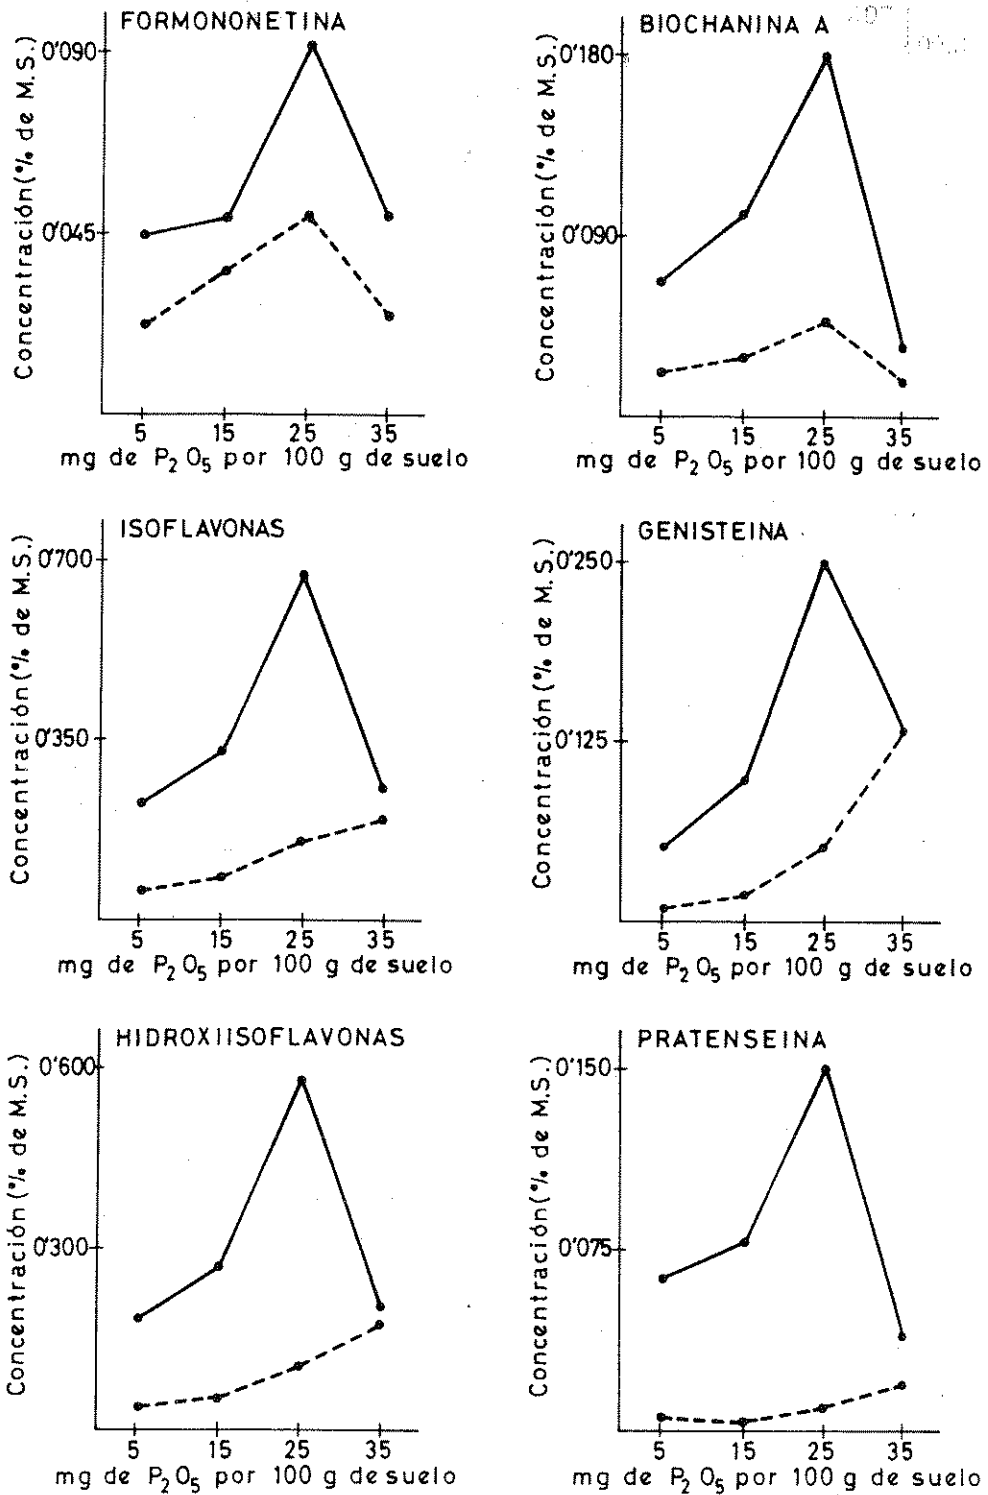 FORMONONETINA
Concentración (% de M.S.)
0'090
0'045
5 15 25 35
mg de P₂O₅ por 100 g de suelo
BIOCHANINA A
Concentración (% de M.S.)
0'180
0'090
5 15 25 35
mg de P₂O₅ por 100 g de suelo
ISOFLAVONAS
Concentración (% de M.S.)
0'700
0'350
5 15 25 35
mg de P₂O₅ por 100 g de suelo
GENISTEINA
Concentración (% de M.S.)
0'250
0'125
5 15 25 35
mg de P₂O₅ por 100 g de suelo
HIDROXIISOFLAVONAS
Concentración (% de M.S.)
0'600
0'300
5 15 25 35
mg de P₂O₅ por 100 g de suelo
PRATENSEINA
Concentración (% de M.S.)
0'150
0'075
5 15 25 35
mg de P₂O₅ por 100 g de suelo